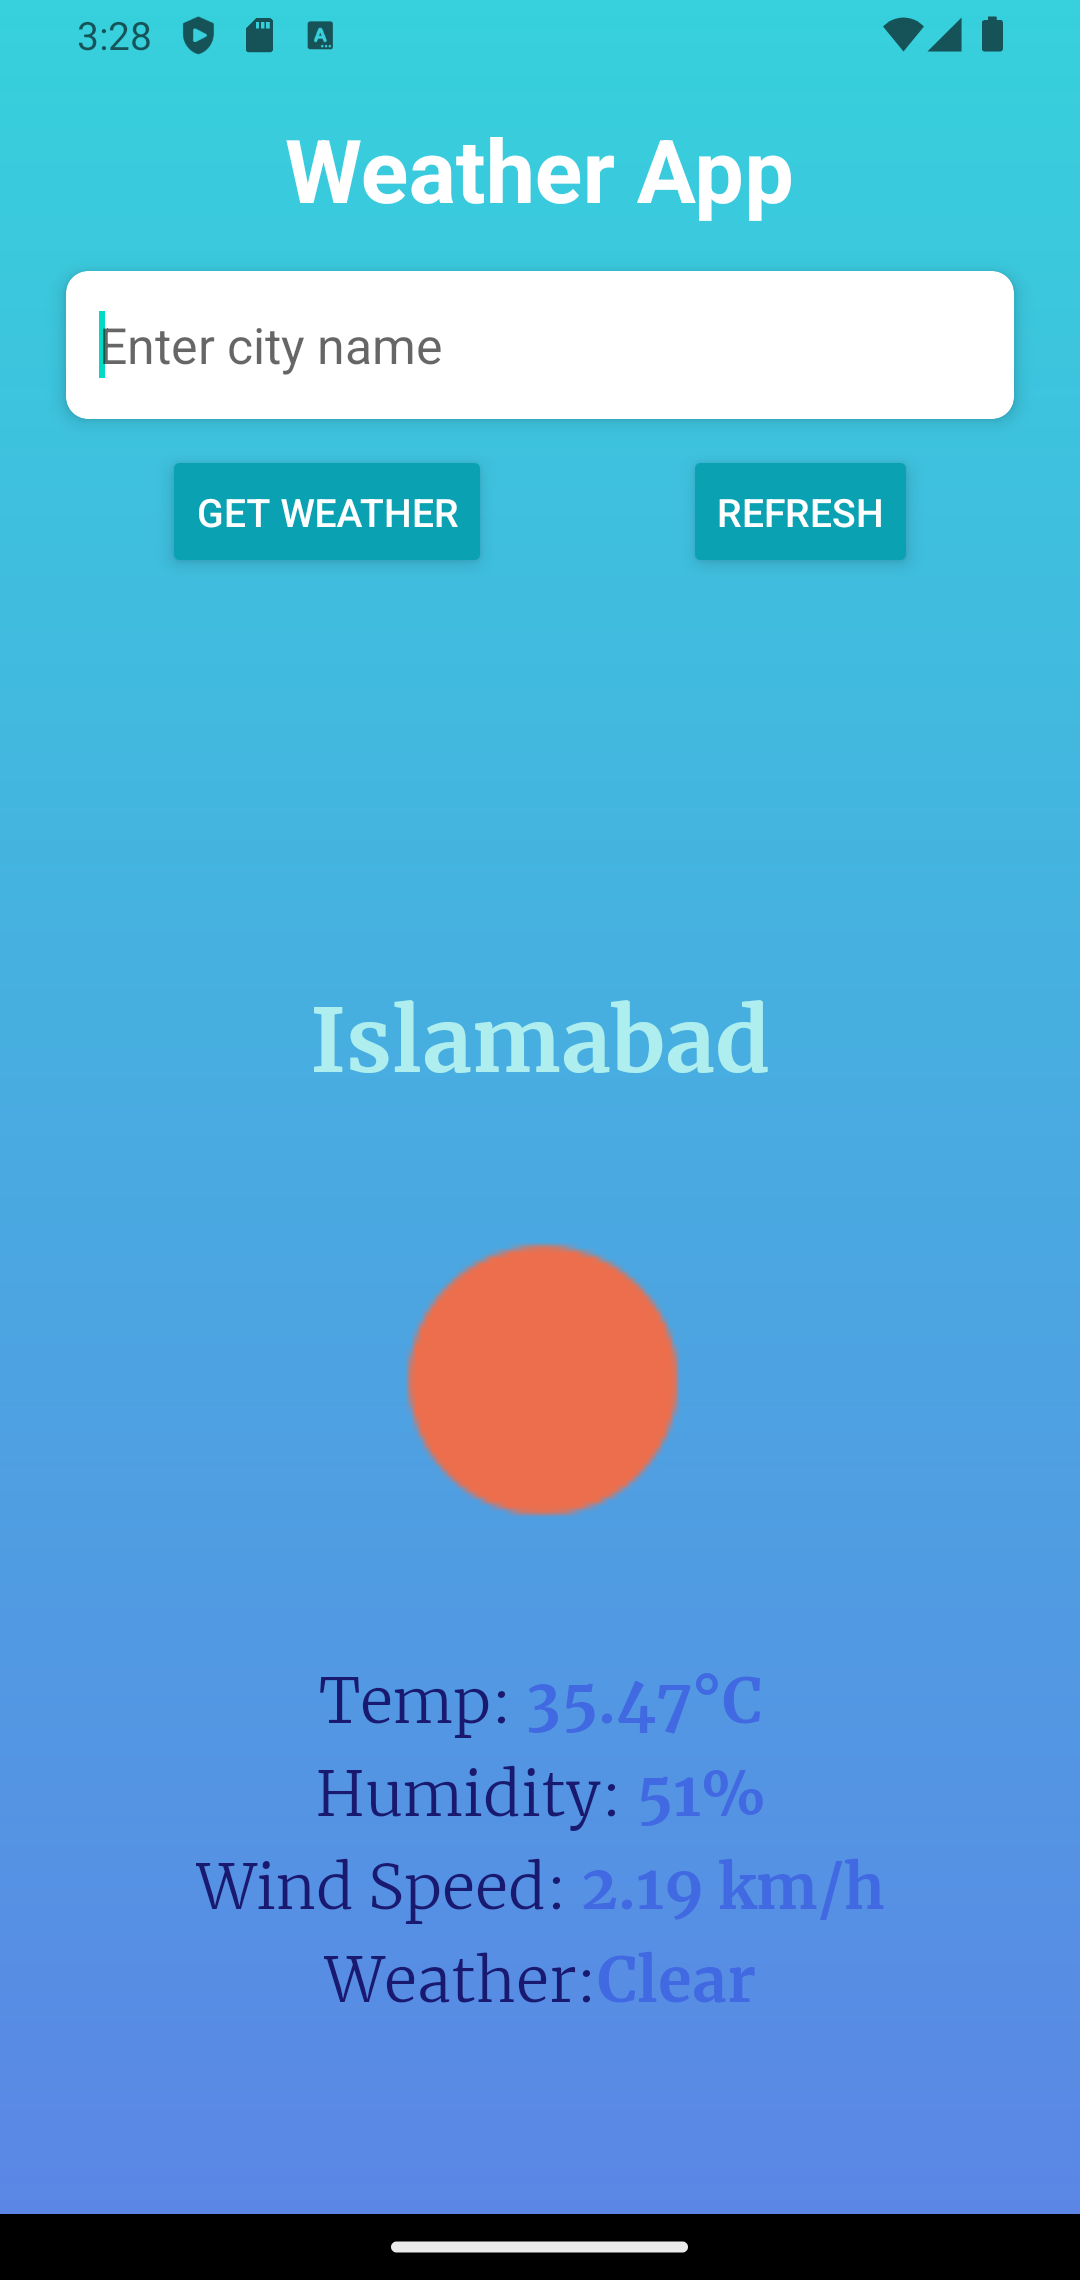 3:28
Weather App
Enter city name
GET WEATHER
REFRESH
Islamabad
Temp: 35.47°C
Humidity: 51%
Wind Speed: 2.19 km/h
Weather:Clear